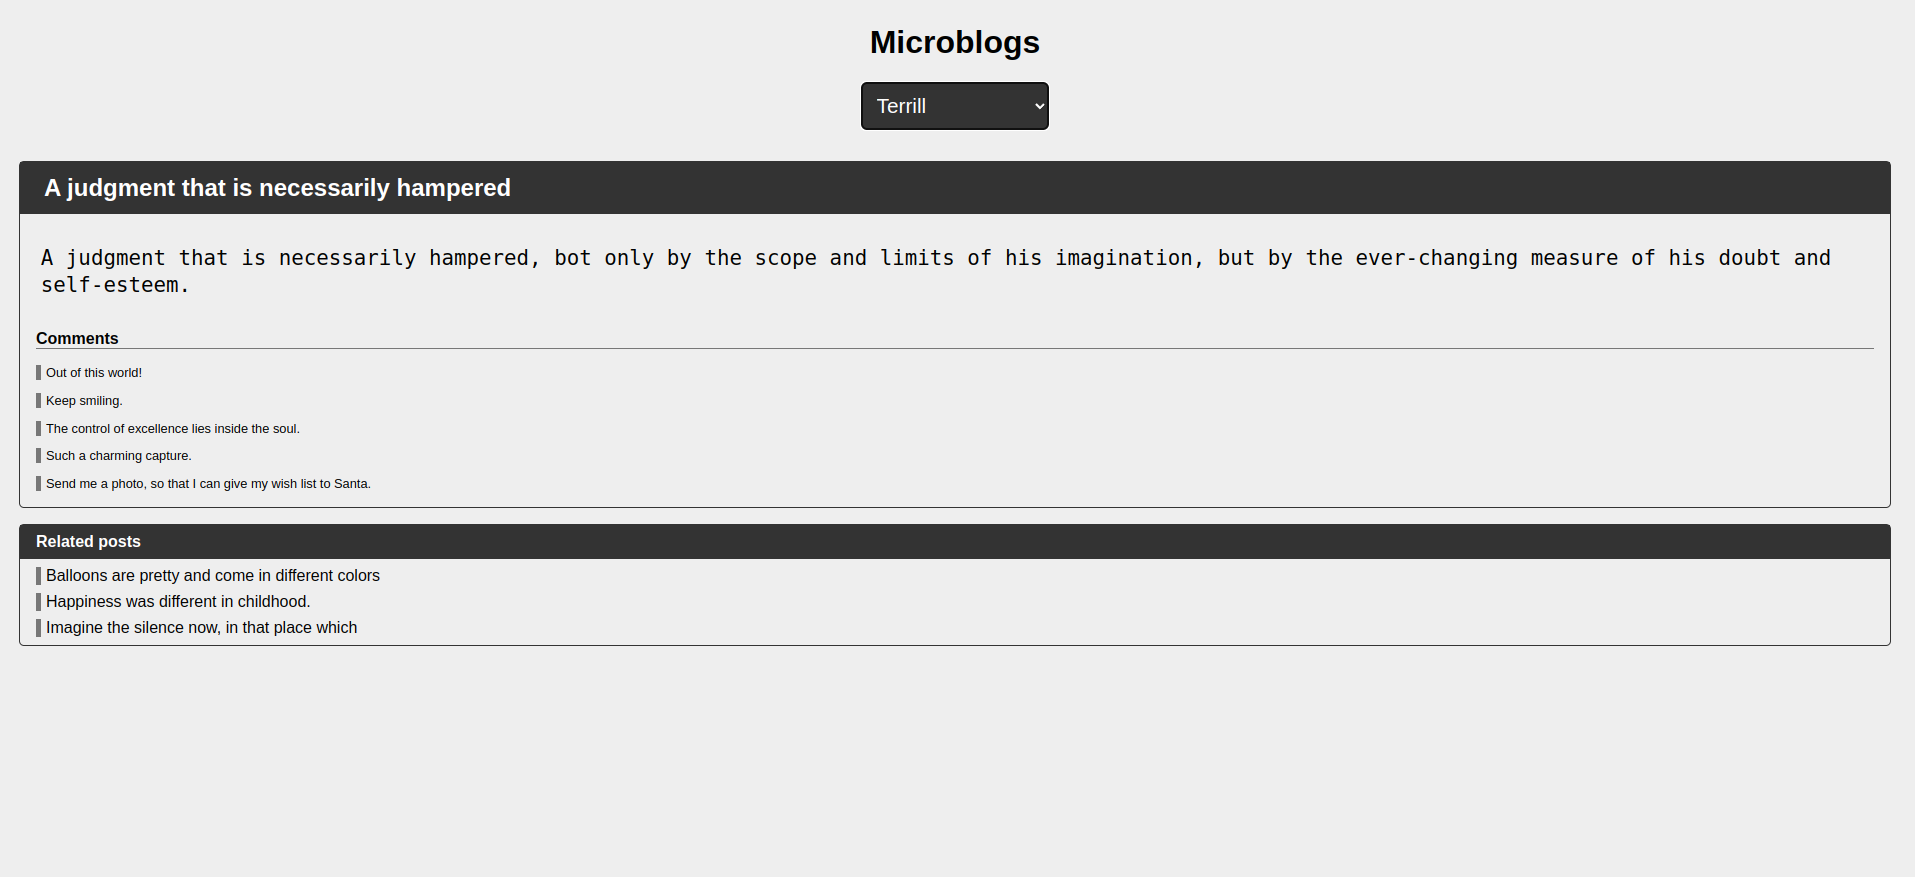 Microblogs
Terrill
A judgment that is necessarily hampered
A judgment that is necessarily hampered, bot only by the scope and limits of his imagination, but by the ever-changing measure of his doubt and
self-esteem.
Comments
Out of this world!
Keep smiling.
The control of excellence lies inside the soul.
Such a charming capture.
Send me a photo, so that I can give my wish list to Santa.
Related posts
Balloons are pretty and come in different colors
Happiness was different in childhood.
Imagine the silence now, in that place which